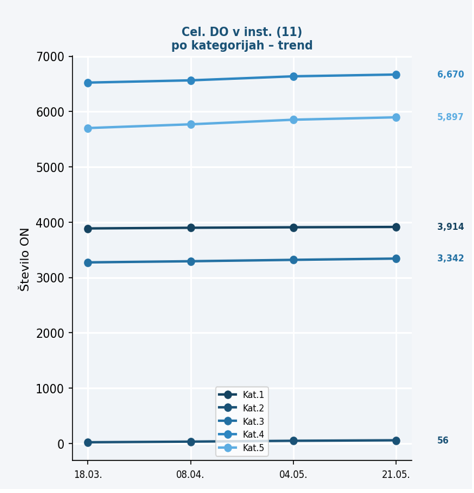 Cel. DO v inst. (11)
po kategorijah – trend
Število ON
7000
6000
5000
4000
3000
2000
1000
0
6,670
5,897
3,914
3,342
56
Kat.1
Kat.2
Kat.3
Kat.4
Kat.5
18.03.
08.04.
04.05.
21.05.